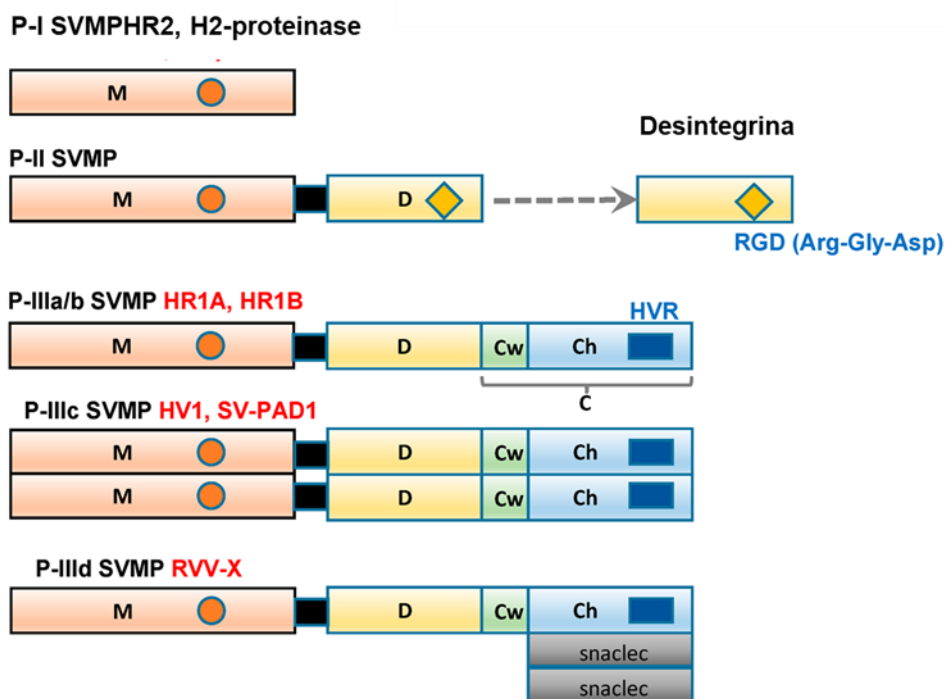 P-I SVMPHR2, H2-proteinase
M
Desintegrina
P-II SVMP
M D
RGD (Arg-Gly-Asp)
P-IIIa/b SVMP HR1A, HR1B
HVR
M D Cw Ch
C
P-IIIc SVMP HV1, SV-PAD1
M D Cw Ch
M D Cw Ch
P-IIId SVMP RVV-X
M D Cw Ch
snaclec
snaclec